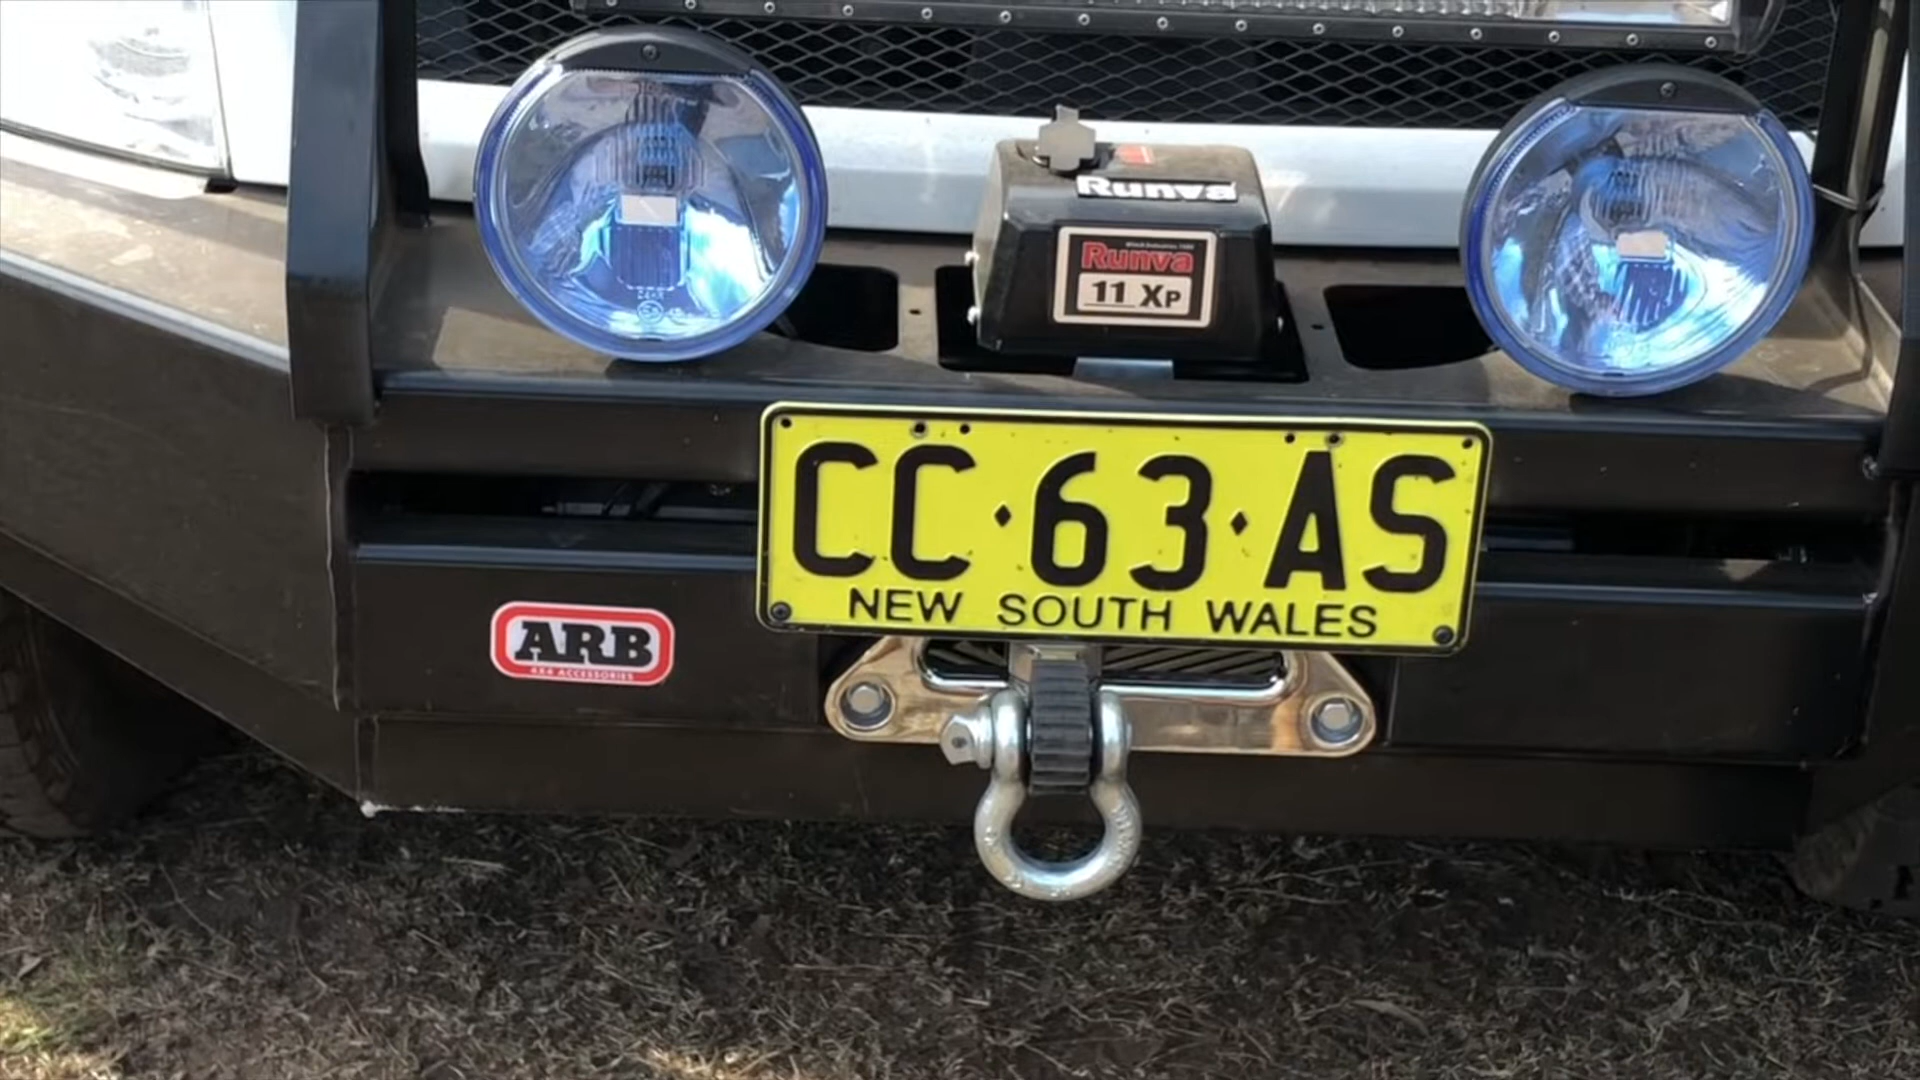 Runva
Runva
11 XP
CC·63·AS
NEW SOUTH WALES
ARB
4X4 ACCESSORIES